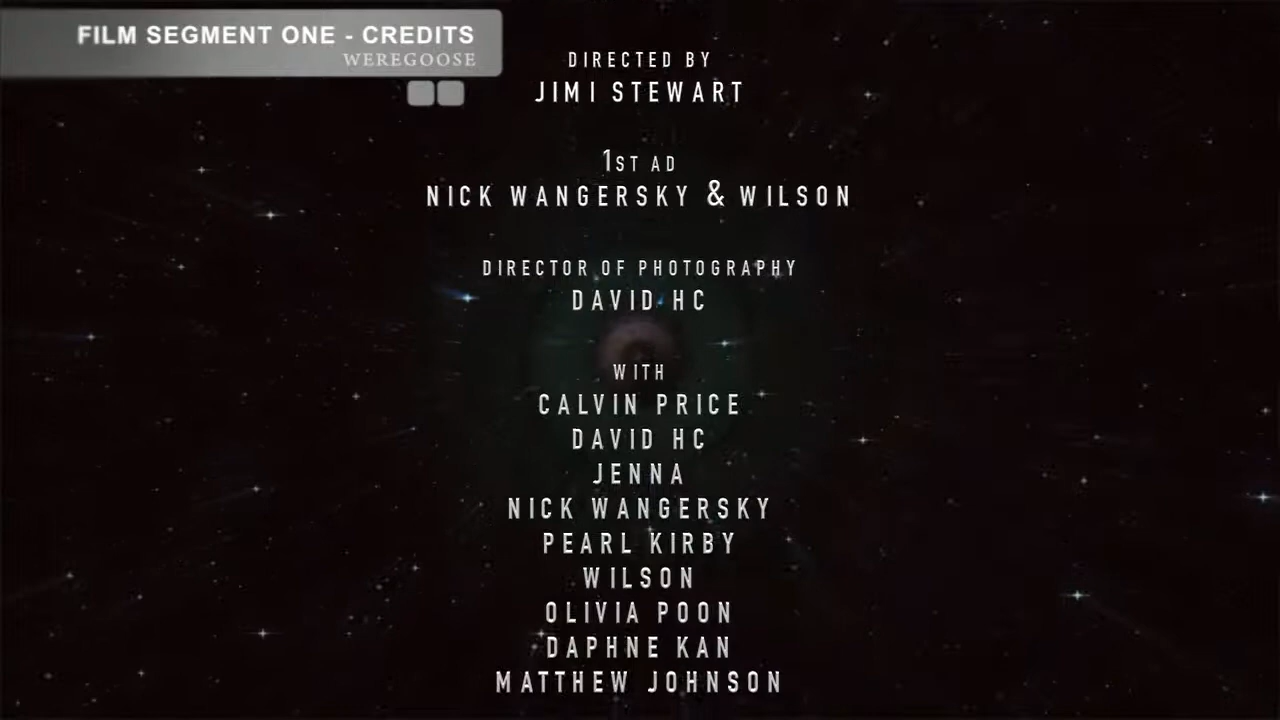 FILM SEGMENT ONE - CREDITS
WEREGOOSE
DIRECTED BY
JIMI STEWART
1ST AD
NICK WANGERSKY & WILSON
DIRECTOR OF PHOTOGRAPHY
DAVID HC
WITH
CALVIN PRICE
DAVID HC
JENNA
NICK WANGERSKY
PEARL KIRBY
WILSON
OLIVIA POON
DAPHNE KAN
MATTHEW JOHNSON